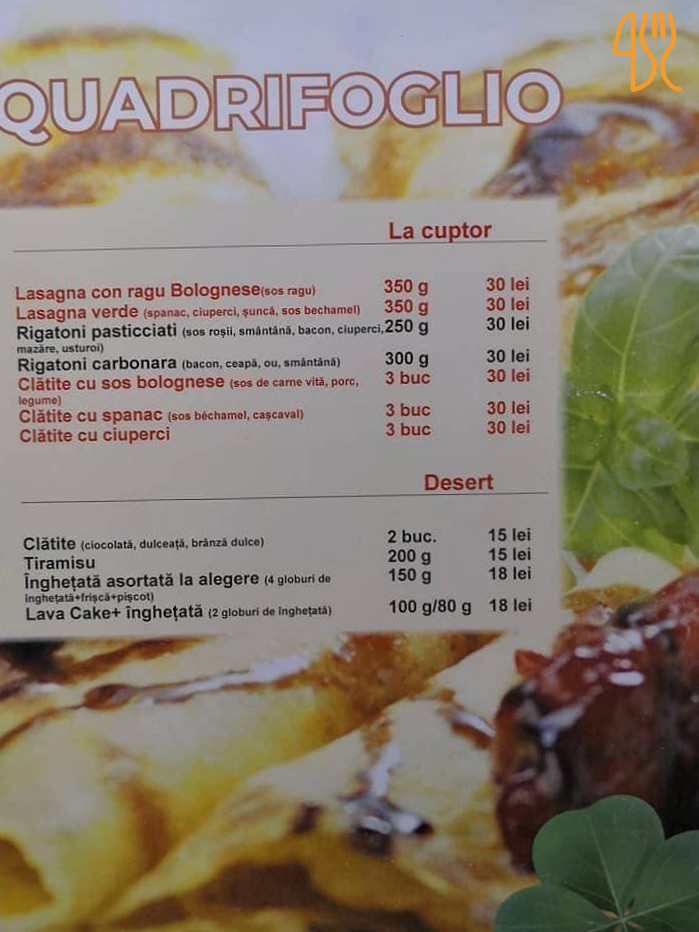 QUADRIFOGLIO
La cuptor
Lasagna con ragu Bolognese(sos ragu) 350 g 30 lei
Lasagna verde (spanac, ciuperci, șuncă, sos bechamel) 350 g 30 lei
Rigatoni pasticciati (sos roșii, smântână, bacon, ciuperci, 250 g 30 lei
mazăre, usturoi)
Rigatoni carbonara (bacon, ceapă, ou, smântână) 300 g 30 lei
Clătite cu sos bolognese (sos de carne vită, porc, 3 buc 30 lei
legume)
Clătite cu spanac (sos béchamel, cașcaval) 3 buc 30 lei
Clătite cu ciuperci 3 buc 30 lei
Desert
Clătite (ciocolată, dulceață, brânză dulce) 2 buc. 15 lei
Tiramisu 200 g 15 lei
Înghețată asortată la alegere (4 globuri de 150 g 18 lei
înghețată+frișcă+pișcot)
Lava Cake+ înghețată (2 globuri de înghețată) 100 g/80 g 18 lei